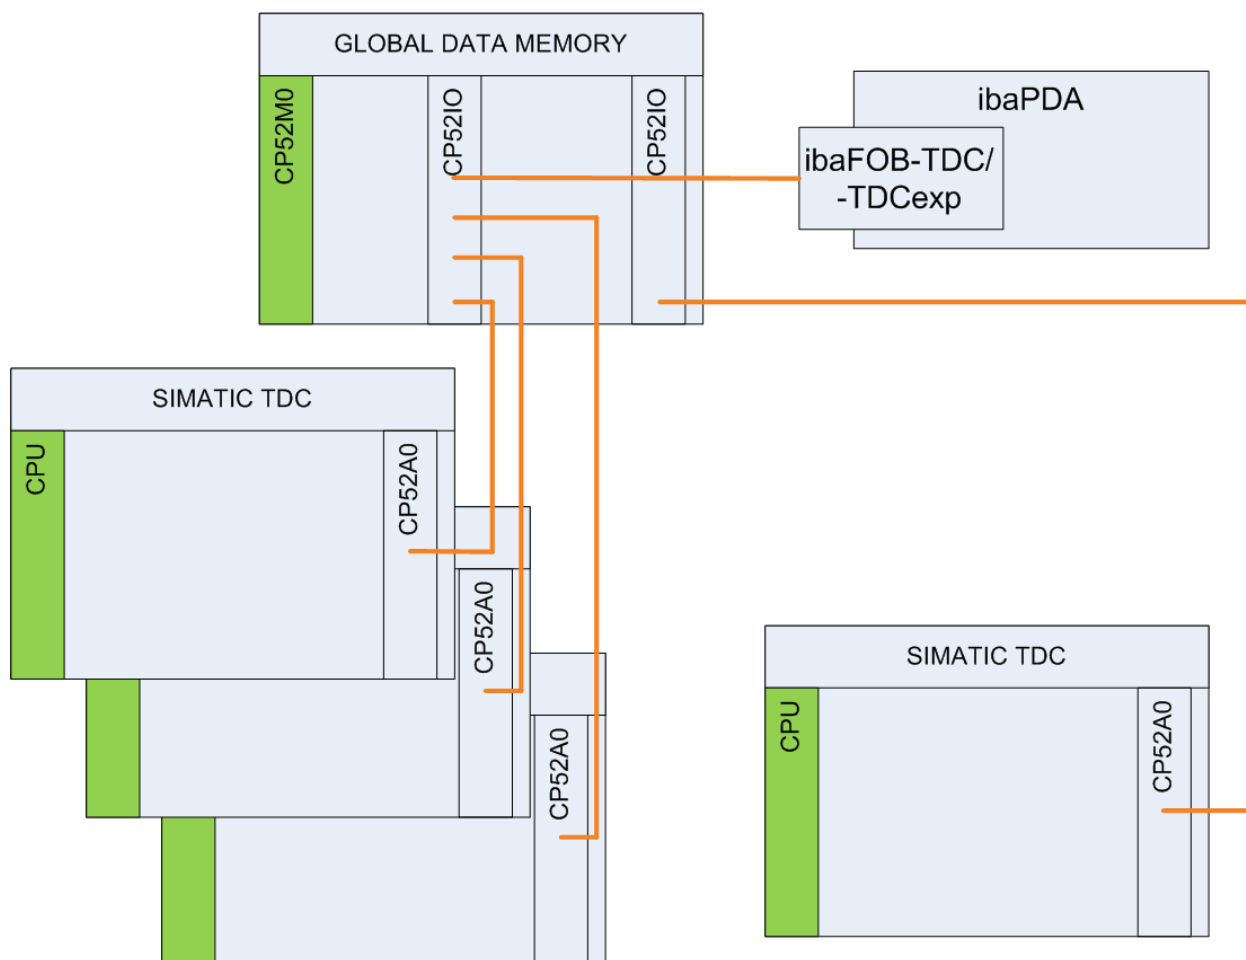 GLOBAL DATA MEMORY
CP52M0
CP52IO
CP52IO
ibaPDA
ibaFOB-TDC/
-TDCexp
SIMATIC TDC
CPU
CP52A0
CP52A0
CP52A0
SIMATIC TDC
CPU
CP52A0